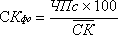 СКфо = ЧПс × 100 / СК